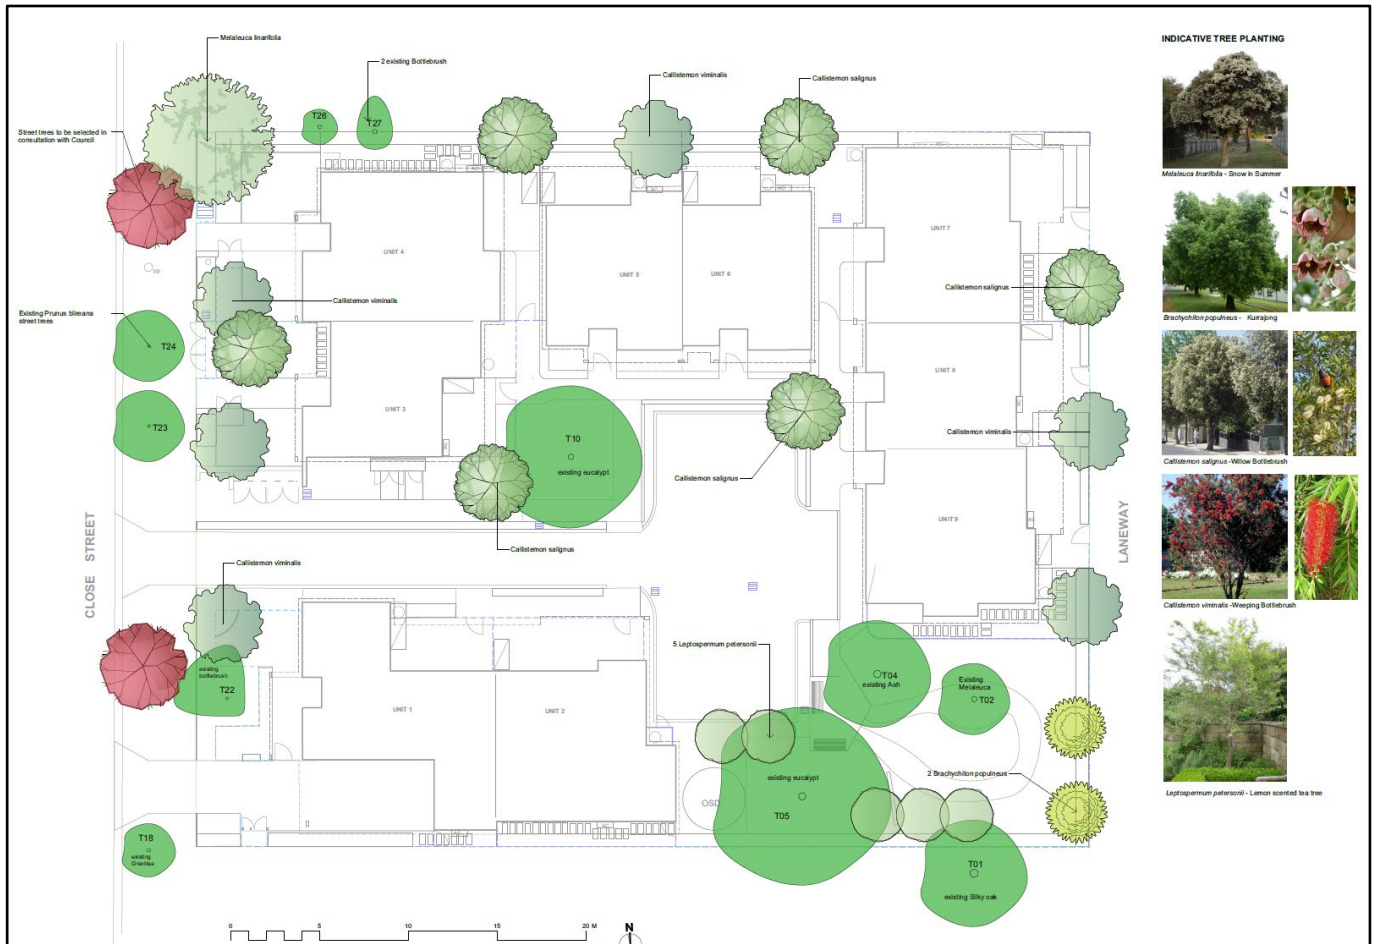 INDICATIVE TREE PLANTING
Melaleuca linarifolia
2 existing Bottlebrush
Callistemon viminalis
Callistemon salignus
T26
T27
Street trees to be selected in
consultation with Council
Melaleuca linarifolia - Snow in Summer
UNIT 4
UNIT 5
UNIT 6
UNIT 7
PP
Callistemon viminalis
Callistemon salignus
Existing Prunus blireana
street trees
T24
Brachychiton populneus - Kurrajong
UNIT 8
UNIT 3
T23
T10
existing eucalypt
Callistemon viminalis
Callistemon salignus
Callistemon salignus -Willow Bottlebrush
CLOSE STREET
LANEWAY
UNIT 9
Callistemon salignus
Callistemon viminalis
Callistemon viminalis -Weeping Bottlebrush
5 Leptospermum petersonii
existing
bottlebrush
T22
T04
existing Ash
Existing
Melaleuca
T02
UNIT 1
UNIT 2
existing eucalypt
2 Brachychiton populneus
OSD
T05
Leptospermum petersonii - Lemon scented tea tree
T18
existing
Grevillea
T01
existing Silky oak
0 5 10 15 20 M
N